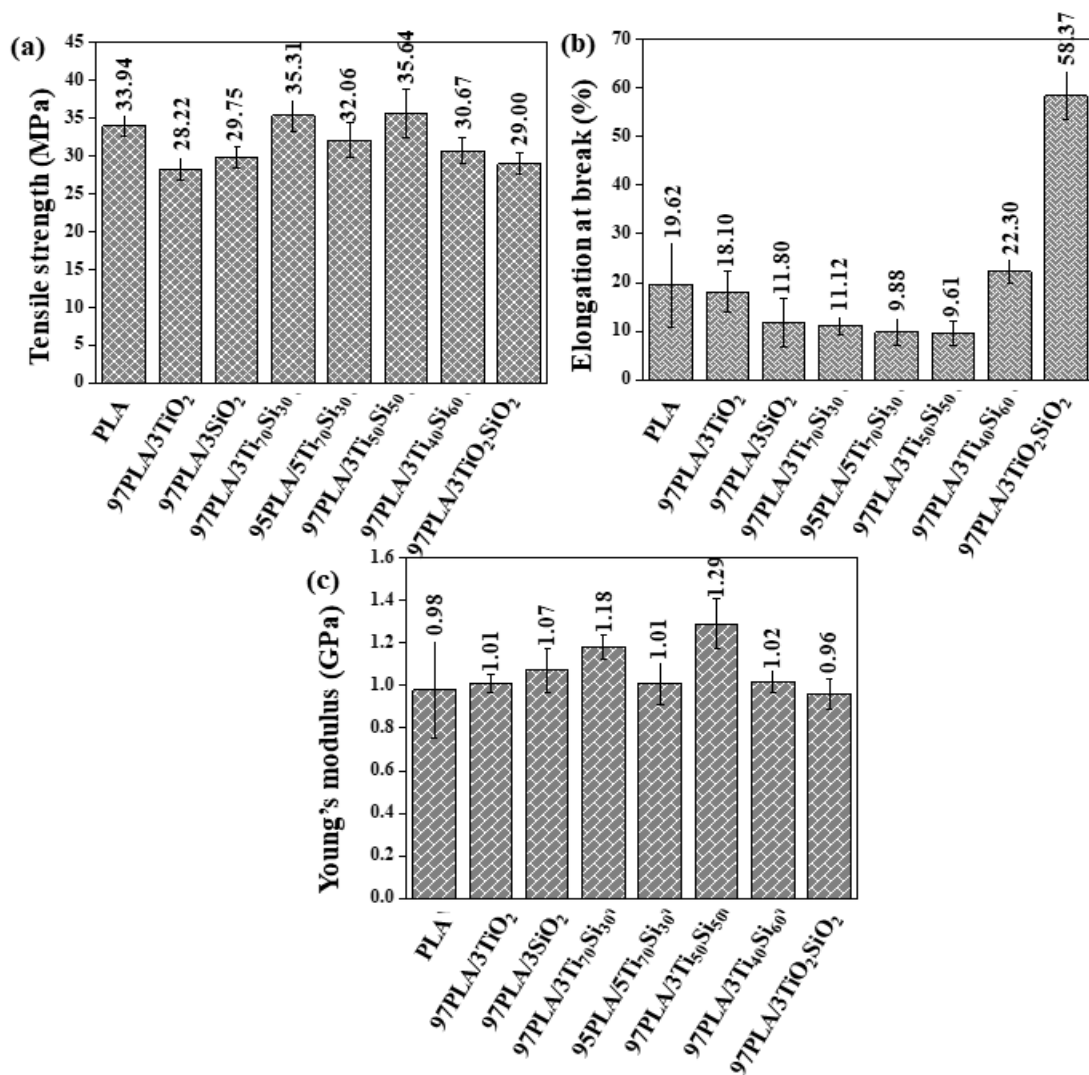 (a)
Tensile strength (MPa)
45
40
35
30
25
20
15
10
5
0
33.94
28.22
29.75
35.31
32.06
35.64
30.67
29.00
PLA
97PLA/3TiO₂
97PLA/3SiO₂
97PLA/3Ti₇₀Si₃₀
95PLA/5Ti₇₀Si₃₀
97PLA/3Ti₅₀Si₅₀
97PLA/3Ti₄₀Si₆₀
97PLA/3TiO₂SiO₂
(b)
Elongation at break (%)
70
60
50
40
30
20
10
0
19.62
18.10
11.80
11.12
9.88
9.61
22.30
58.37
PLA
97PLA/3TiO₂
97PLA/3SiO₂
97PLA/3Ti₇₀Si₃₀
95PLA/5Ti₇₀Si₃₀
97PLA/3Ti₅₀Si₅₀
97PLA/3Ti₄₀Si₆₀
97PLA/3TiO₂SiO₂
(c)
Young’s modulus (GPa)
1.6
1.4
1.2
1.0
0.8
0.6
0.4
0.2
0.0
0.98
1.01
1.07
1.18
1.01
1.29
1.02
0.96
PLA
97PLA/3TiO₂
97PLA/3SiO₂
97PLA/3Ti₇₀Si₃₀
95PLA/5Ti₇₀Si₃₀
97PLA/3Ti₅₀Si₅₀
97PLA/3Ti₄₀Si₆₀
97PLA/3TiO₂SiO₂